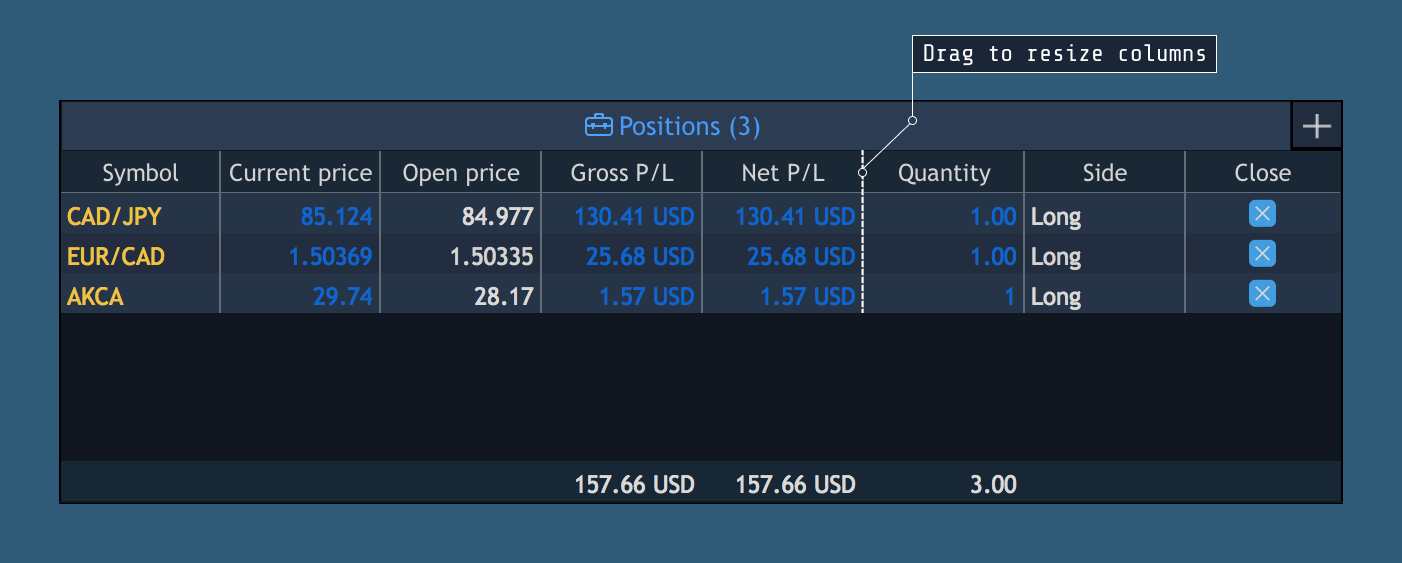 Drag to resize columns
Positions (3)
Symbol Current price Open price Gross P/L Net P/L Quantity Side Close
CAD/JPY 85.124 84.977 130.41 USD 130.41 USD 1.00 Long
EUR/CAD 1.50369 1.50335 25.68 USD 25.68 USD 1.00 Long
AKCA 29.74 28.17 1.57 USD 1.57 USD 1 Long
157.66 USD 157.66 USD 3.00